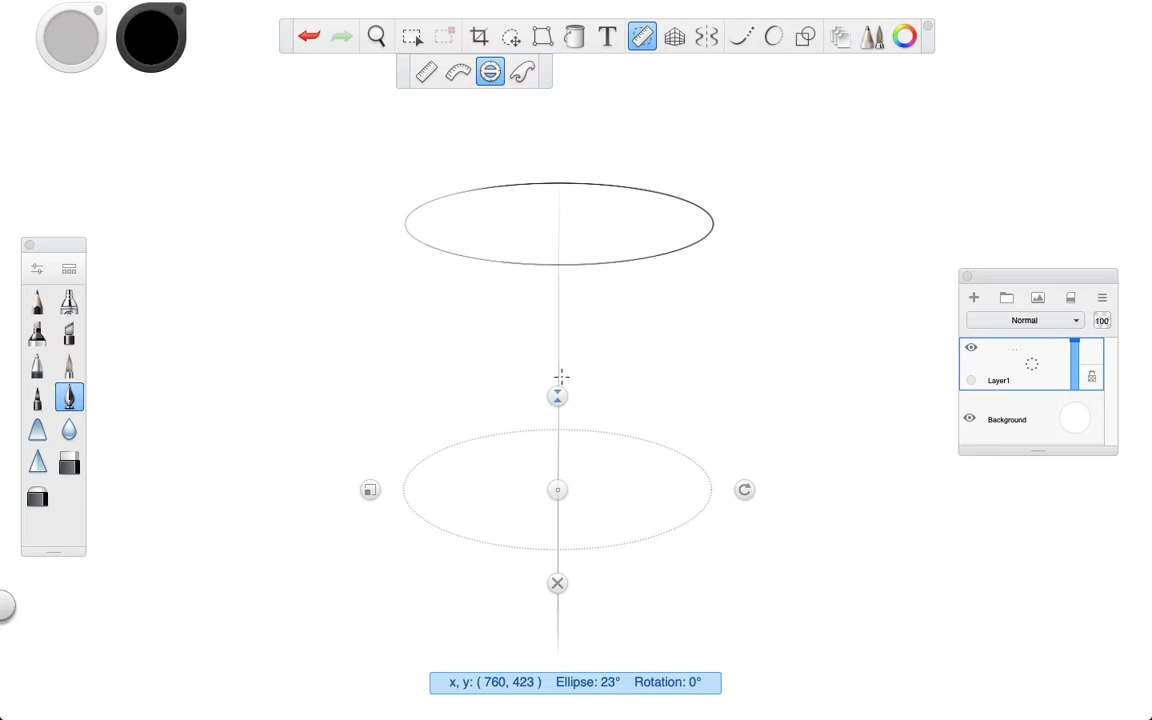 T
Normal
100
Layer1
Background
x, y: ( 760, 423 ) Ellipse: 23° Rotation: 0°